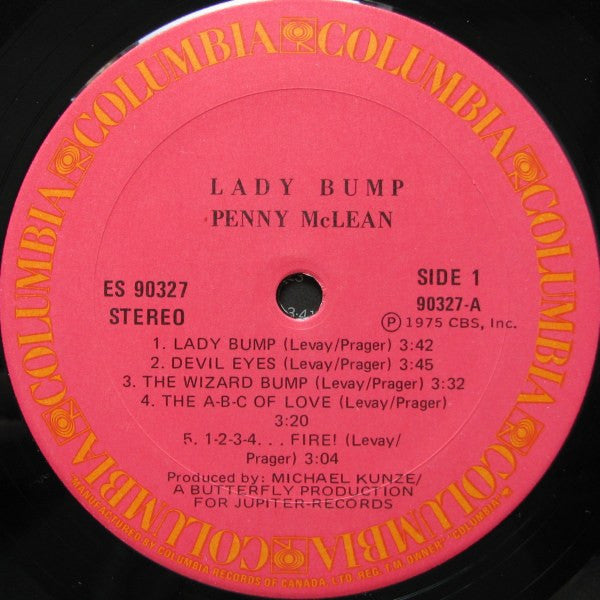 COLUMBIA COLUMBIA COLUMBIA COLUMBIA COLUMBIA COLUMBIA
LADY BUMP
PENNY McLEAN
ES 90327
STEREO
SIDE 1
90327-A
Ⓟ 1975 CBS, Inc.
1. LADY BUMP (Levay/Prager) 3:42
2. DEVIL EYES (Levay/Prager) 3:45
3. THE WIZARD BUMP (Levay/Prager) 3:32
4. THE A-B-C OF LOVE (Levay/Prager)
3:20
5. 1-2-3-4. . . FIRE! (Levay/
Prager) 3:04
Produced by: MICHAEL KUNZE/
A BUTTERFLY PRODUCTION
FOR JUPITER-RECORDS
"MANUFACTURED BY COLUMBIA RECORDS OF CANADA, LTD. REG. T.M. OWNER" "COLUMBIA"